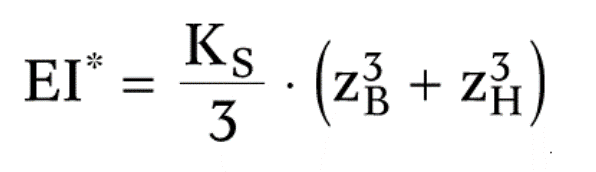 EI* = K_S/3 · (z_B^3 + z_H^3)